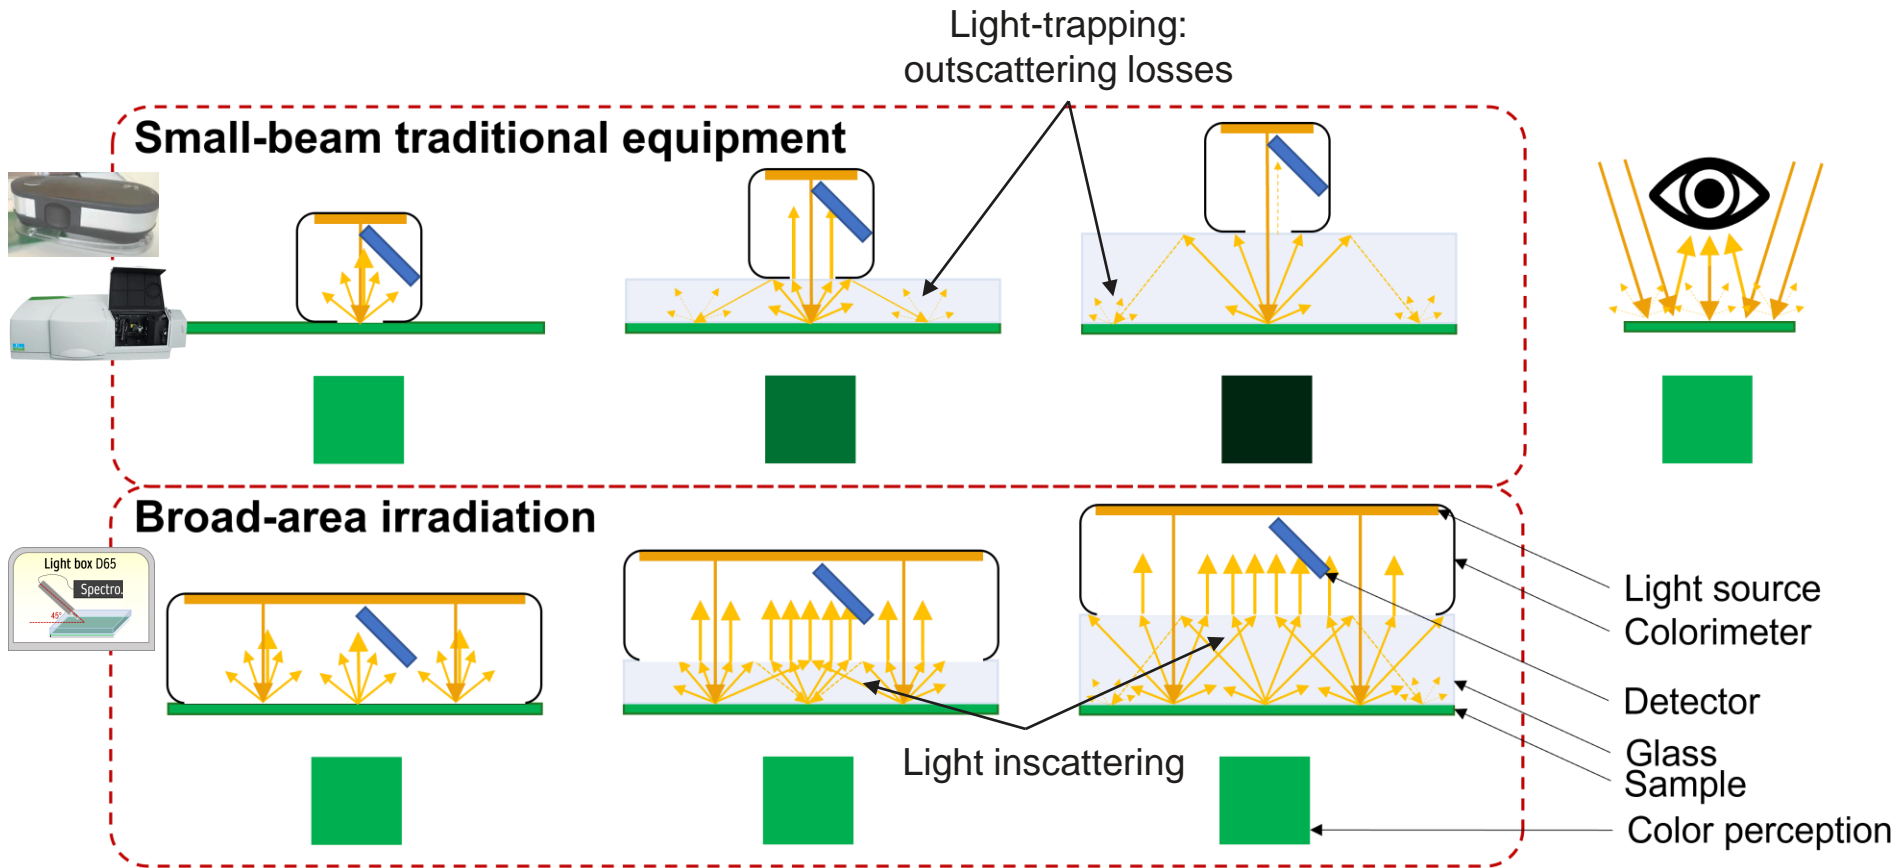 Light-trapping:
outscattering losses
Small-beam traditional equipment
Broad-area irradiation
Light box D65
Spectro.
45°
Light source
Colorimeter
Detector
Light inscattering
Glass
Sample
Color perception